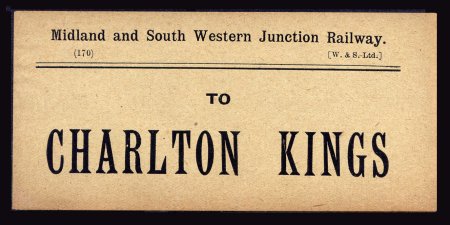 Midland and South Western Junction Railway.
(170) [W. & S.-Ltd.]
TO
CHARLTON KINGS